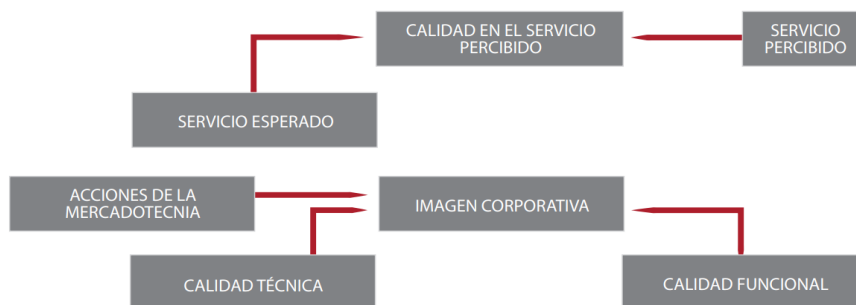 CALIDAD EN EL SERVICIO
PERCIBIDO
SERVICIO
PERCIBIDO
SERVICIO ESPERADO
ACCIONES DE LA
MERCADOTECNIA
IMAGEN CORPORATIVA
CALIDAD TÉCNICA
CALIDAD FUNCIONAL